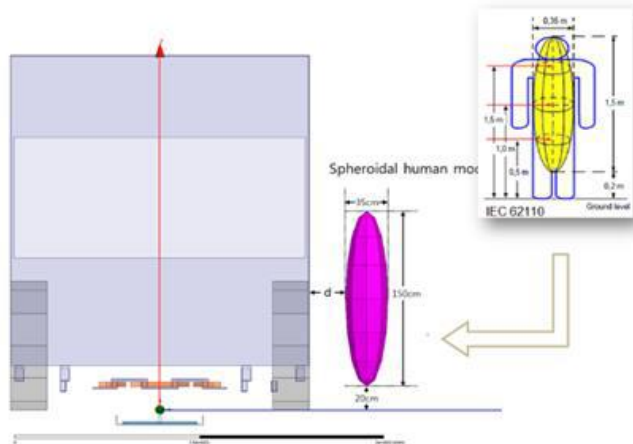 0,35 m
1,5 m
1,5 m
1,0 m
0,5 m
0,2 m
Ground level
IEC 62110
Spheroidal human mod
35cm
d
150cm
20cm